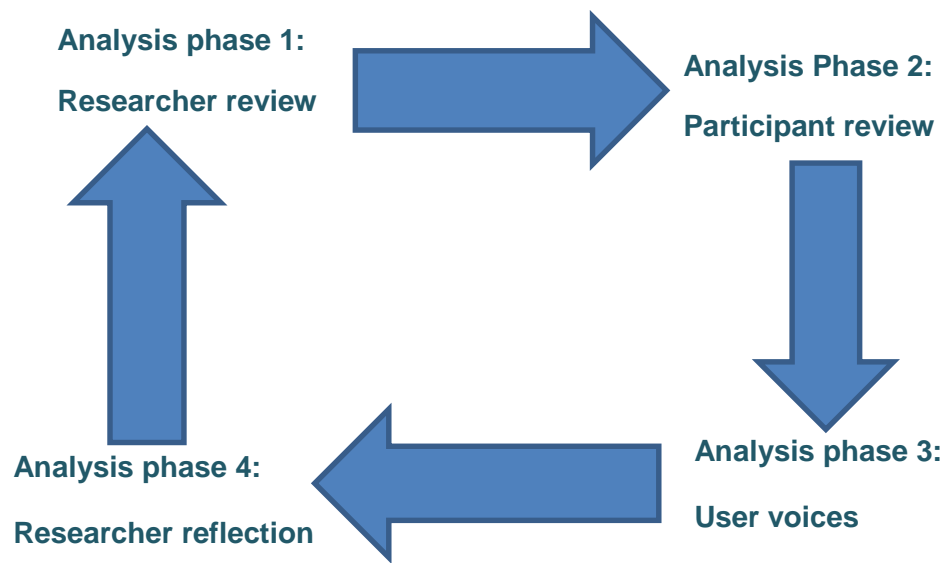 Analysis phase 1:
Researcher review
Analysis Phase 2:
Participant review
Analysis phase 3:
User voices
Analysis phase 4:
Researcher reflection